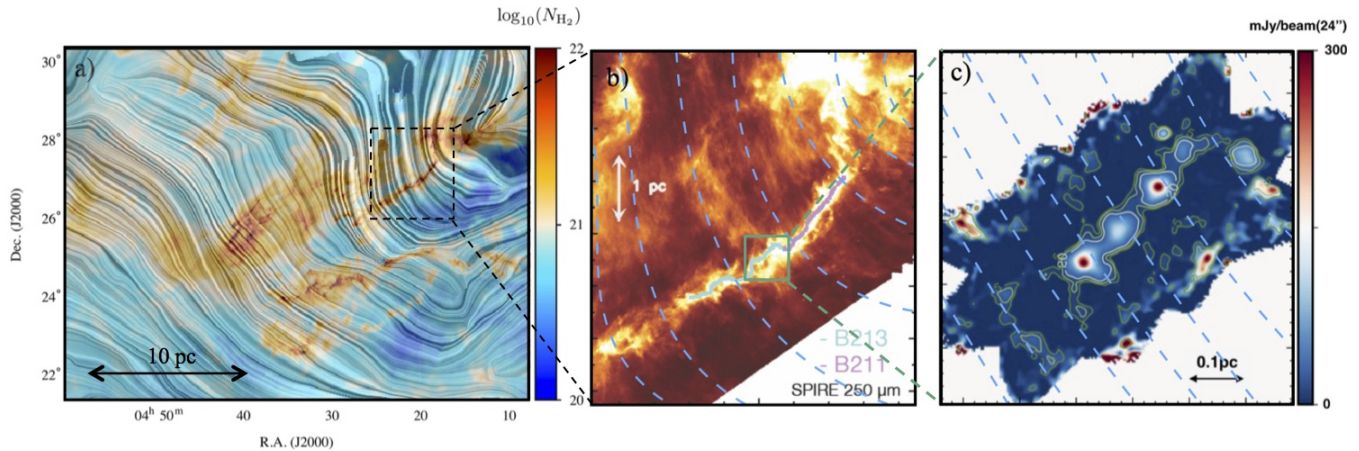 log₁₀(N_H₂)
mJy/beam(24")
a)
b)
c)
30°
28°
26°
24°
22°
Dec. (J2000)
10 pc
04ʰ 50ᵐ
40
30
20
10
R.A. (J2000)
22
21
20
1 pc
- B213
- B211
SPIRE 250 µm
0.1pc
300
0